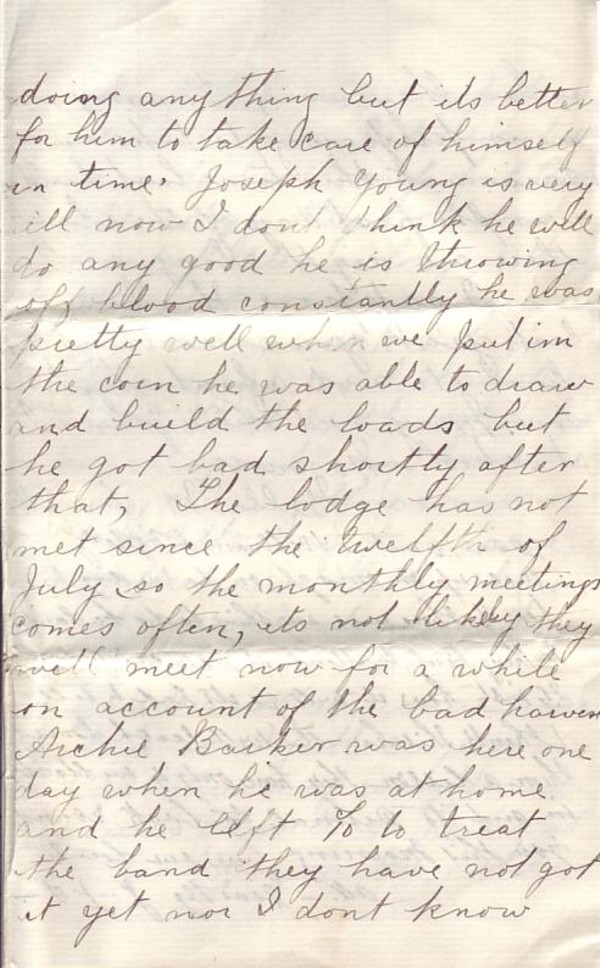 doing anything but its better
for him to take care of himself
in time, Joseph Young is very
ill now I dont think he will
do any good he is throwing
off blood constantly he was
pretty well when we put im
the corn he was able to draw
and build the loads but
he got bad shortly after
that, The lodge has not
met since the twelfth of
July so the monthly meetings
comes often, its not likely they
will meet now for a while
on account of the bad
Archie Barker was here one
day when he was at home
and he left to treat
the band they have not got
it yet nor I dont know